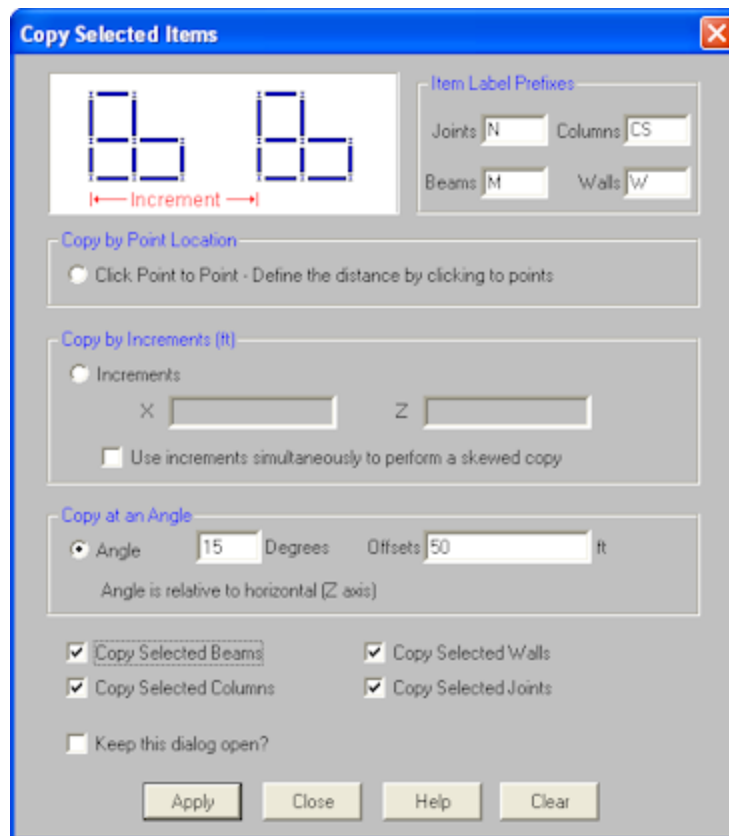 Copy Selected Items
Increment
Item Label Prefixes
Joints N Columns CS
Beams M Walls W
Copy by Point Location
Click Point to Point - Define the distance by clicking to points
Copy by Increments (ft)
Increments
X Z
Use increments simultaneously to perform a skewed copy
Copy at an Angle
Angle 15 Degrees Offsets 50 ft
Angle is relative to horizontal (Z axis)
Copy Selected Beams Copy Selected Walls
Copy Selected Columns Copy Selected Joints
Keep this dialog open?
Apply Close Help Clear